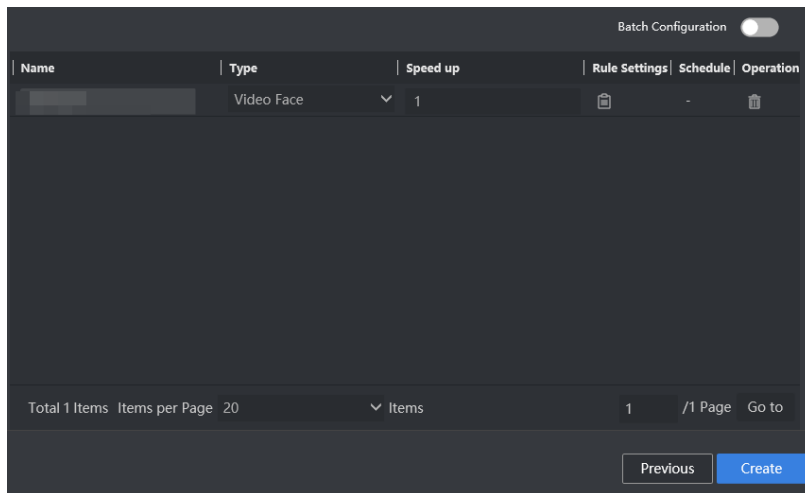 Batch Configuration
Name Type Speed up Rule Settings Schedule Operation
Video Face 1 -
Total 1 Items Items per Page 20 Items 1 /1 Page Go to
Previous Create